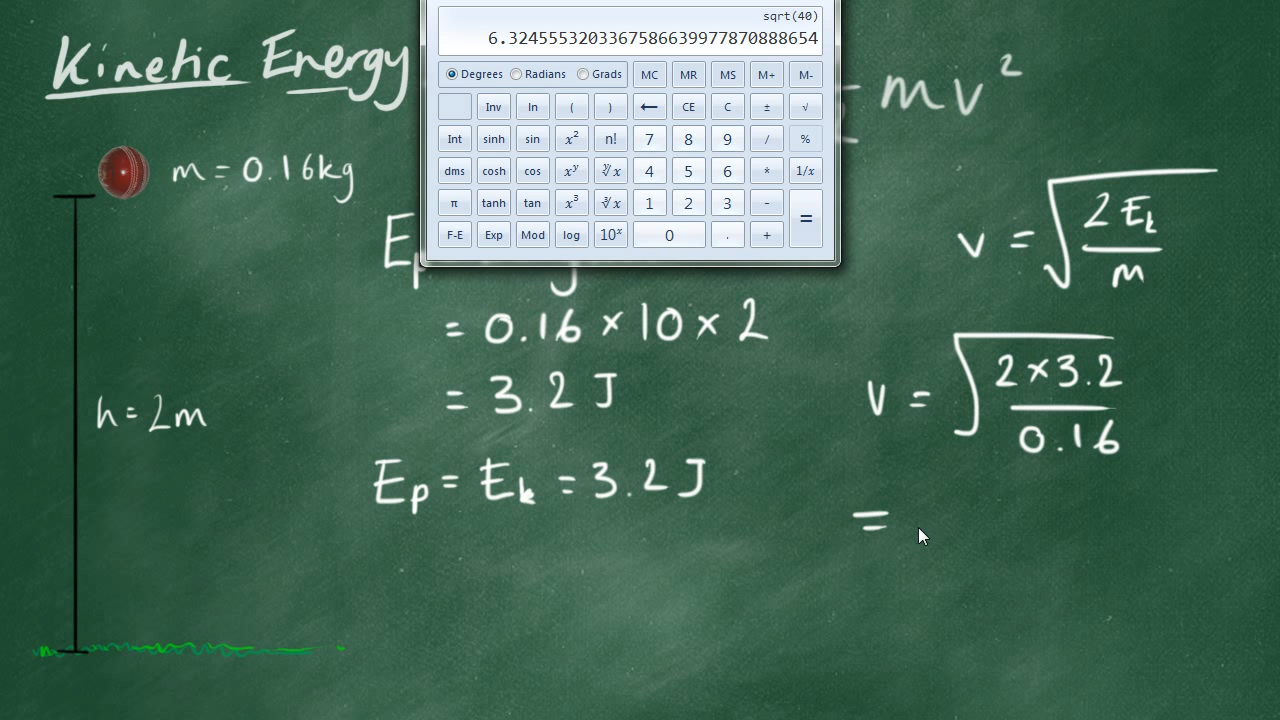 Kinetic Energy
= mv²
m = 0.16kg
v = √(2Ek/m)
= 0.16 × 10 × 2
= 3.2 J
h = 2m
v = √(2×3.2/0.16)
Ep = Ek = 3.2 J
=
sqrt(40)
6.3245553203367586639977870888654
Degrees Radians Grads MC MR MS M+ M-
Inv ln ( ) ← CE C ± √
Int sinh sin x² n! 7 8 9 / %
dms cosh cos xʸ ʸ√x 4 5 6 * 1/x
π tanh tan x³ ³√x 1 2 3 - =
F-E Exp Mod log 10ˣ 0 . +